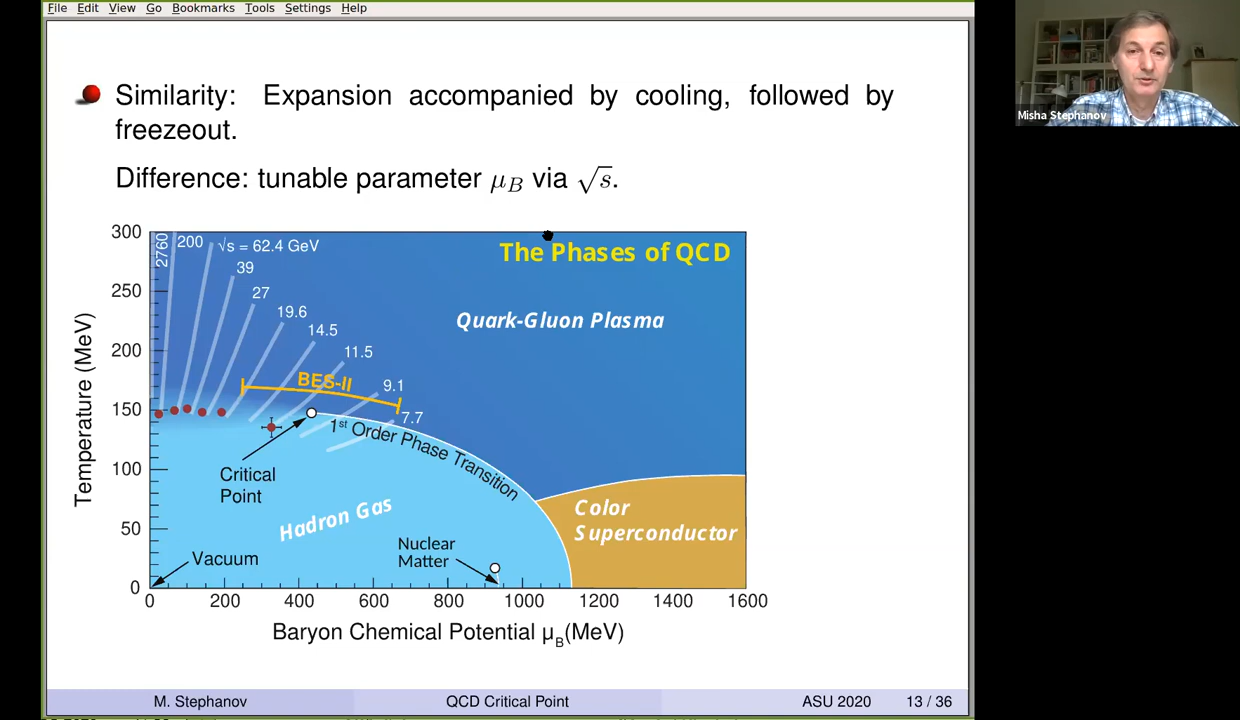 File Edit View Go Bookmarks Tools Settings Help
Misha Stephanov
Similarity: Expansion accompanied by cooling, followed by
freezeout.
Difference: tunable parameter μB via √s.
The Phases of QCD
Quark-Gluon Plasma
2760
200
√s = 62.4 GeV
39
27
19.6
14.5
11.5
9.1
7.7
BES-II
1st Order Phase Transition
Critical
Point
Hadron Gas
Color
Superconductor
Nuclear
Matter
Vacuum
Temperature (MeV)
300
250
200
150
100
50
0
0 200 400 600 800 1000 1200 1400 1600
Baryon Chemical Potential μB(MeV)
M. Stephanov QCD Critical Point ASU 2020 13 / 36